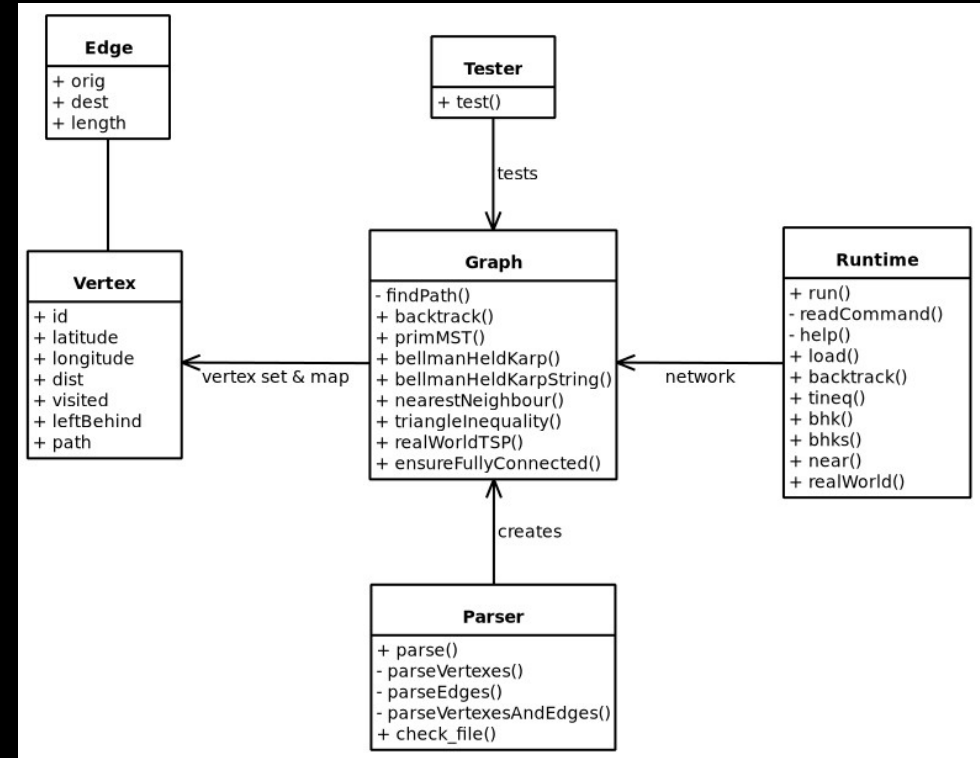 Edge
+ orig
+ dest
+ length
Tester
+ test()
tests
Vertex
+ id
+ latitude
+ longitude
+ dist
+ visited
+ leftBehind
+ path
vertex set & map
Graph
- findPath()
+ backtrack()
+ primMST()
+ bellmanHeldKarp()
+ bellmanHeldKarpString()
+ nearestNeighbour()
+ triangleInequality()
+ realWorldTSP()
+ ensureFullyConnected()
network
Runtime
+ run()
- readCommand()
- help()
+ load()
+ backtrack()
+ tineq()
+ bhk()
+ bhks()
+ near()
+ realWorld()
creates
Parser
+ parse()
- parseVertexes()
- parseEdges()
- parseVertexesAndEdges()
+ check_file()